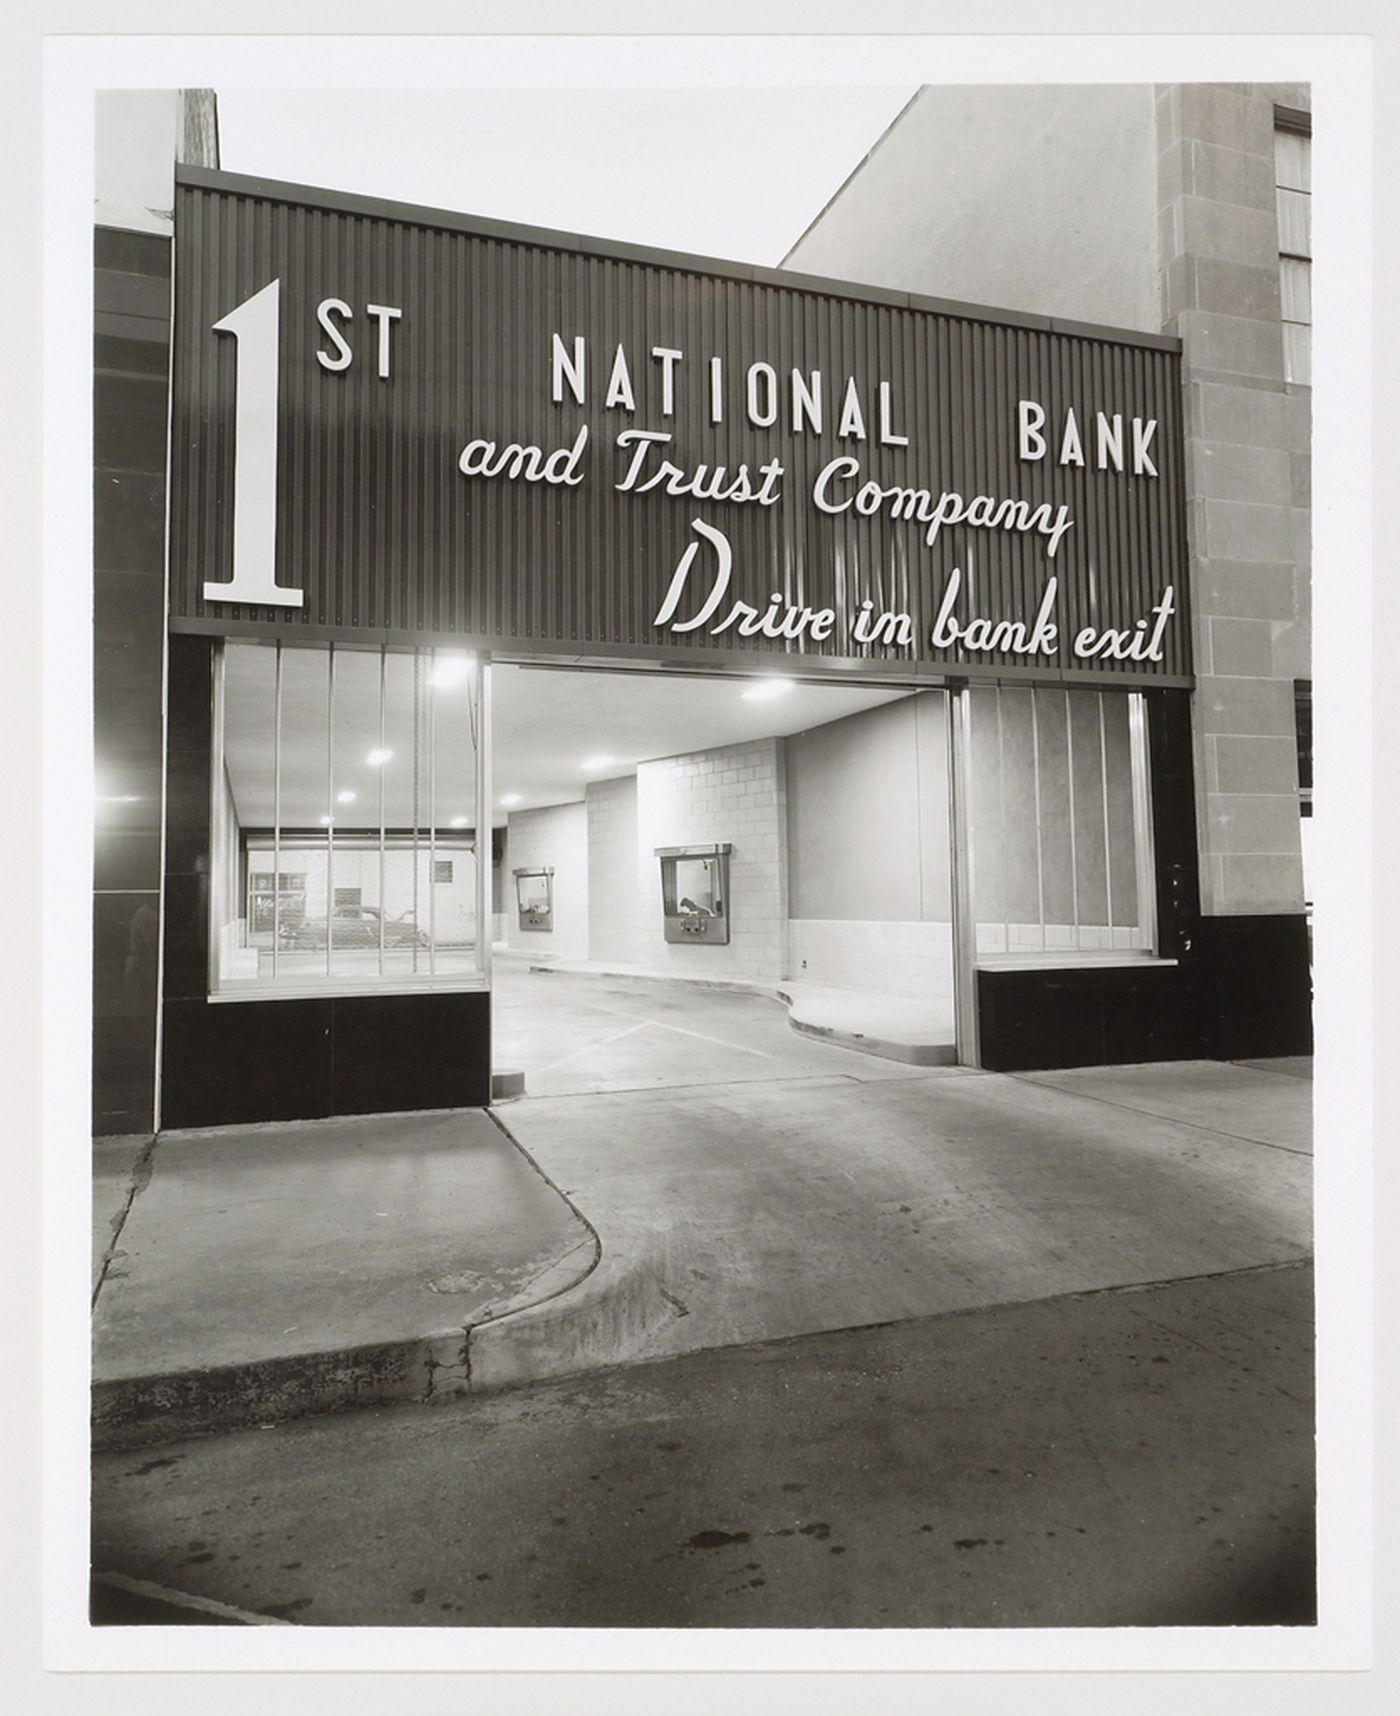 1ST NATIONAL BANK
and Trust Company
Drive in bank exit